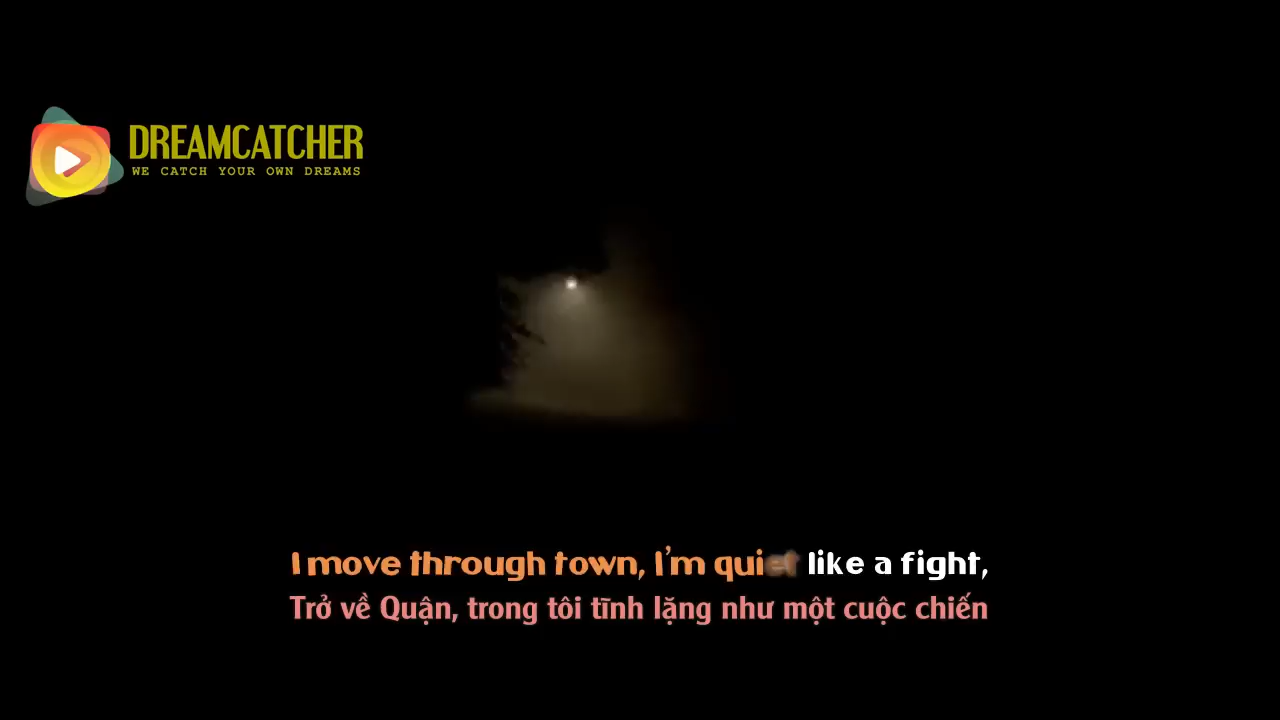 DREAMCATCHER
WE CATCH YOUR OWN DREAMS
I move through town, I'm quiet like a fight,
Trở về Quận, trong tôi tĩnh lặng như một cuộc chiến